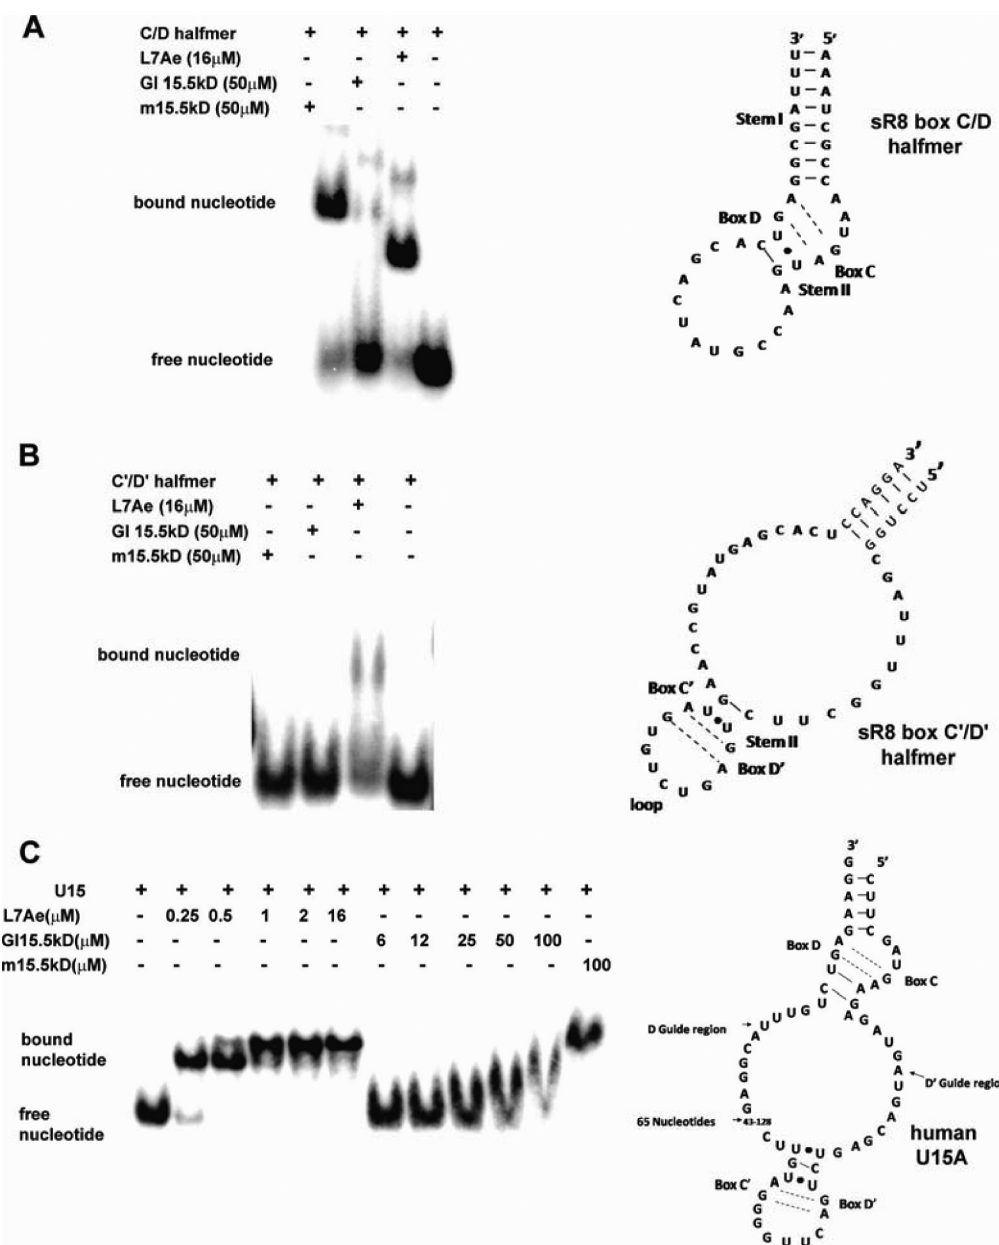 A
C/D halfmer + + + +
L7Ae (16μM) - - + -
Gl 15.5kD (50μM) - + - -
m15.5kD (50μM) + - - -
bound nucleotide
free nucleotide
3' 5'
U A
U A
U A
A U
G C
C G
G C
G C
Stem I
sR8 box C/D
halfmer
A A
G A
U U
C G
A A
C U
G G
A A
C A
U C
A C
U G
Box D
Box C
Stem II
B
C'/D' halfmer + + + +
L7Ae (16μM) - - + -
Gl 15.5kD (50μM) - + - -
m15.5kD (50μM) + - - -
bound nucleotide
free nucleotide
3'
5'
C C A G G A
G G U C C U
U A U G A G C A C U
G C C A A G
C G A U U U G G C U U C
Box C'
A U U
G G
U A
G G
U U
C
Stem II
Box D'
loop
sR8 box C'/D'
halfmer
C
U15 + + + + + + + + + + + +
L7Ae(μM) - 0.25 0.5 1 2 16 - - - - - -
Gl15.5kD(μM) - - - - - - 6 12 25 50 100 -
m15.5kD(μM) - - - - - - - - - - - 100
bound
nucleotide
free
nucleotide
3'
5'
G
G C
A U
A U
G C
Box D
A G
G A
U U
C G
A A
A G
Box C
U G U U U A
D Guide region
C G G A G
G A U G A U G A C G A G
D' Guide region
65 Nucleotides
43-128
C U U U
G C
U U
A G
G A
G C
G U
G U
Box C'
Box D'
human
U15A